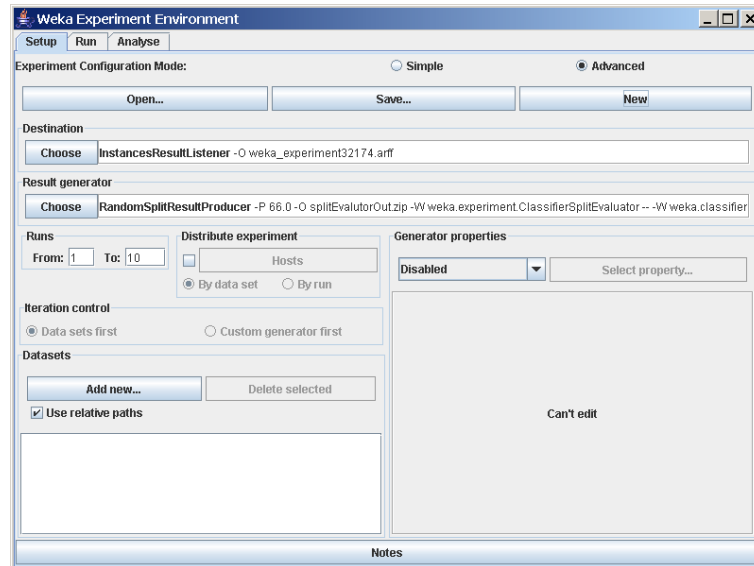 Weka Experiment Environment
Setup Run Analyse
Experiment Configuration Mode: Simple Advanced
Open... Save... New
Destination
Choose InstancesResultListener -O weka_experiment32174.arff
Result generator
Choose RandomSplitResultProducer -P 66.0 -O splitEvalutorOut.zip -W weka.experiment.ClassifierSplitEvaluator -- -W weka.classifier
Runs
From: 1 To: 10
Distribute experiment
Hosts
By data set By run
Generator properties
Disabled Select property...
Iteration control
Data sets first Custom generator first
Datasets
Add new... Delete selected
Use relative paths
Can't edit
Notes